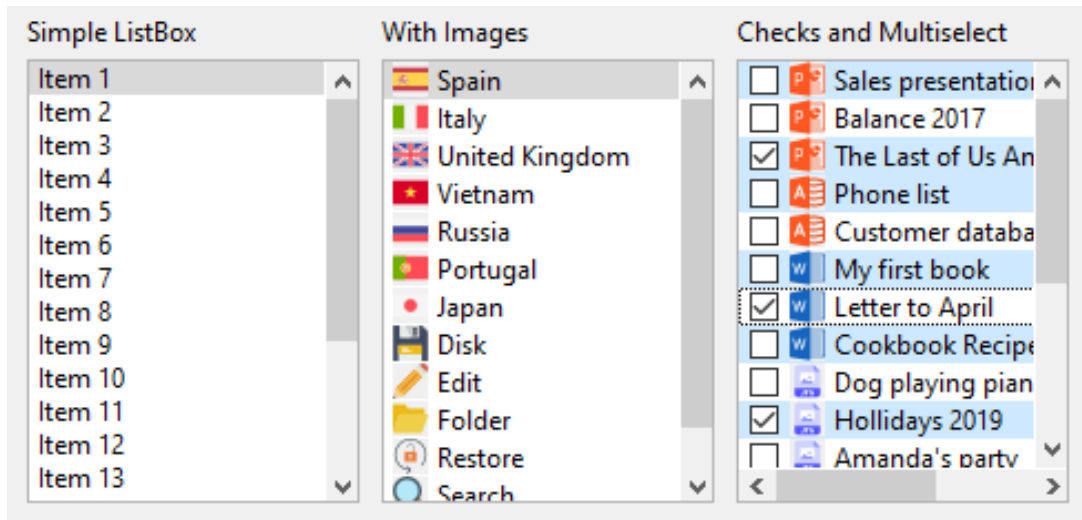 Simple ListBox
Item 1
Item 2
Item 3
Item 4
Item 5
Item 6
Item 7
Item 8
Item 9
Item 10
Item 11
Item 12
Item 13
With Images
Spain
Italy
United Kingdom
Vietnam
Russia
Portugal
Japan
Disk
Edit
Folder
Restore
Search
Checks and Multiselect
Sales presentation
Balance 2017
The Last of Us An
Phone list
Customer databa
My first book
Letter to April
Cookbook Recipe
Dog playing pian
Hollidays 2019
Amanda's party